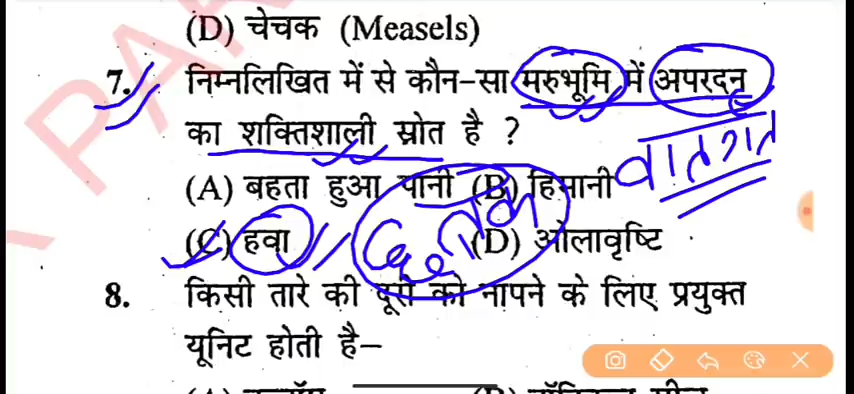 (D) चेचक (Measels)
7. निम्नलिखित में से कौन-सा मरुभूमि में अपरदन
का शक्तिशाली स्रोत है ?
(A) बहता हुआ पानी (B) हिमानी
(C) हवा (D) ओलावृष्टि
8. किसी तारे की दूरी को नापने के लिए प्रयुक्त
यूनिट होती है–